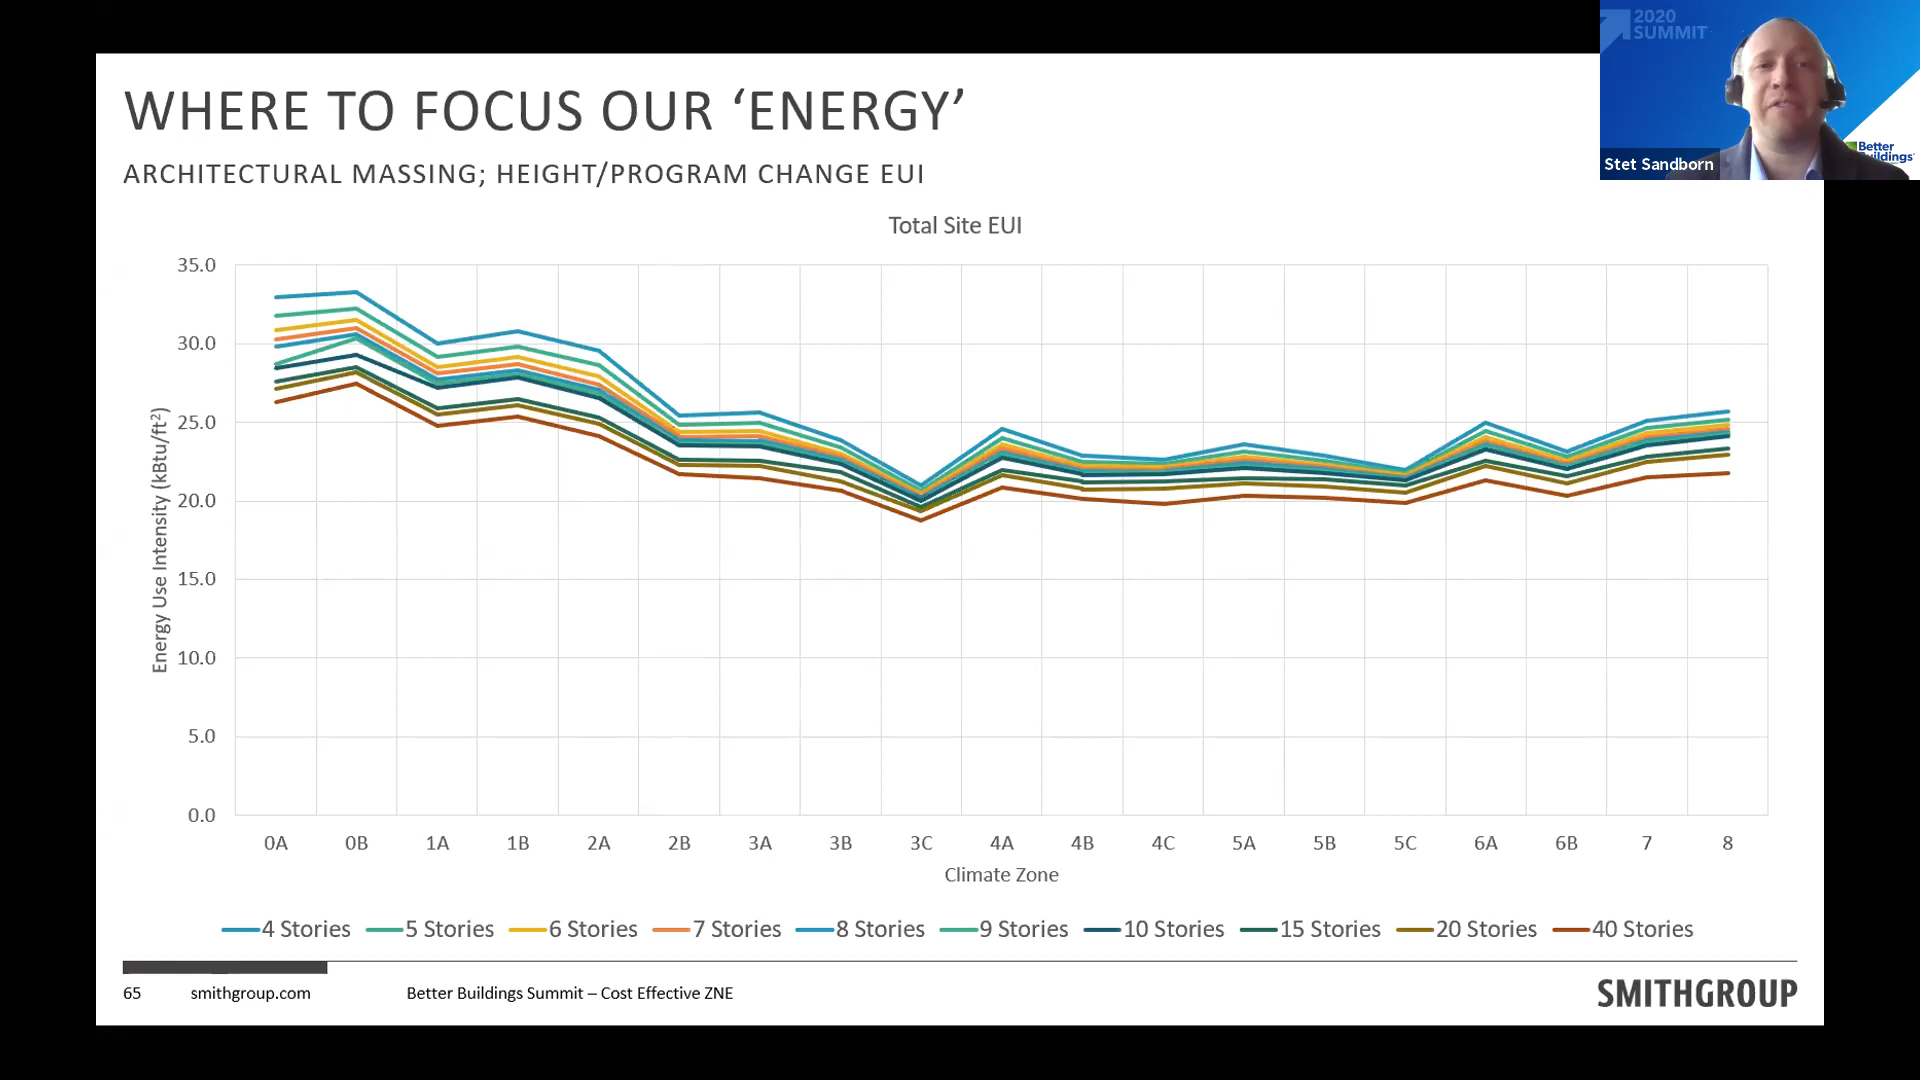 2020
SUMMIT
Better
Buildings
Stet Sandborn
WHERE TO FOCUS OUR ‘ENERGY’
ARCHITECTURAL MASSING; HEIGHT/PROGRAM CHANGE EUI
Total Site EUI
Energy Use Intensity (kBtu/ft²)
35.0
30.0
25.0
20.0
15.0
10.0
5.0
0.0
0A 0B 1A 1B 2A 2B 3A 3B 3C 4A 4B 4C 5A 5B 5C 6A 6B 7 8
Climate Zone
4 Stories 5 Stories 6 Stories 7 Stories 8 Stories 9 Stories 10 Stories 15 Stories 20 Stories 40 Stories
65 smithgroup.com Better Buildings Summit – Cost Effective ZNE SMITHGROUP